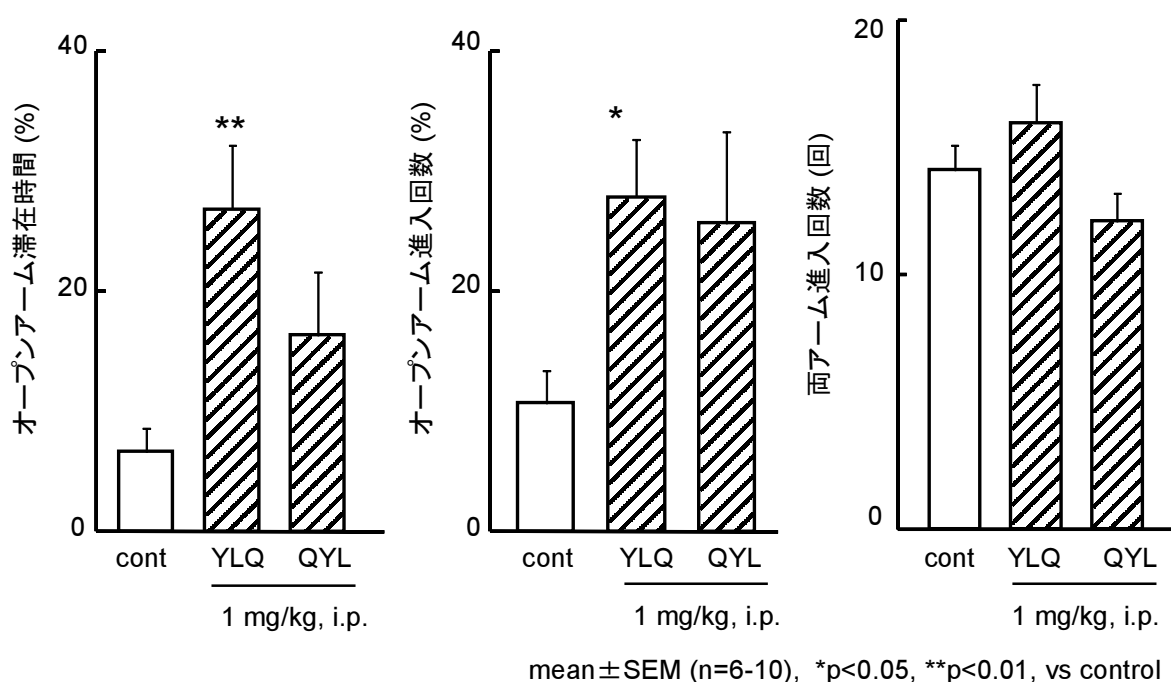 オープンアーム滞在時間 (%)
40
20
0
**
cont
YLQ
QYL
1 mg/kg, i.p.
オープンアーム進入回数 (%)
40
20
0
*
cont
YLQ
QYL
1 mg/kg, i.p.
両アーム進入回数 (回)
20
10
0
cont
YLQ
QYL
1 mg/kg, i.p.
mean±SEM (n=6-10), *p<0.05, **p<0.01, vs control